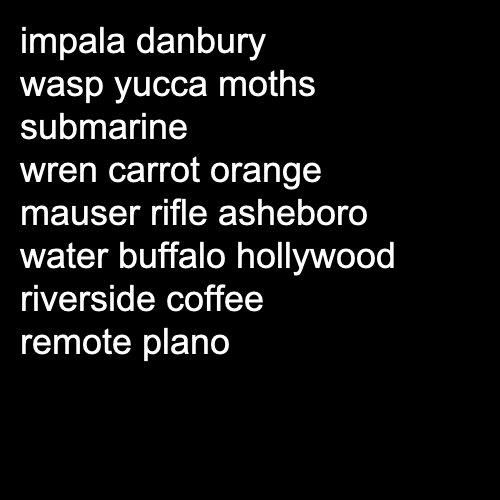 impala danbury
wasp yucca moths
submarine
wren carrot orange
mauser rifle asheboro
water buffalo hollywood
riverside coffee
remote plano